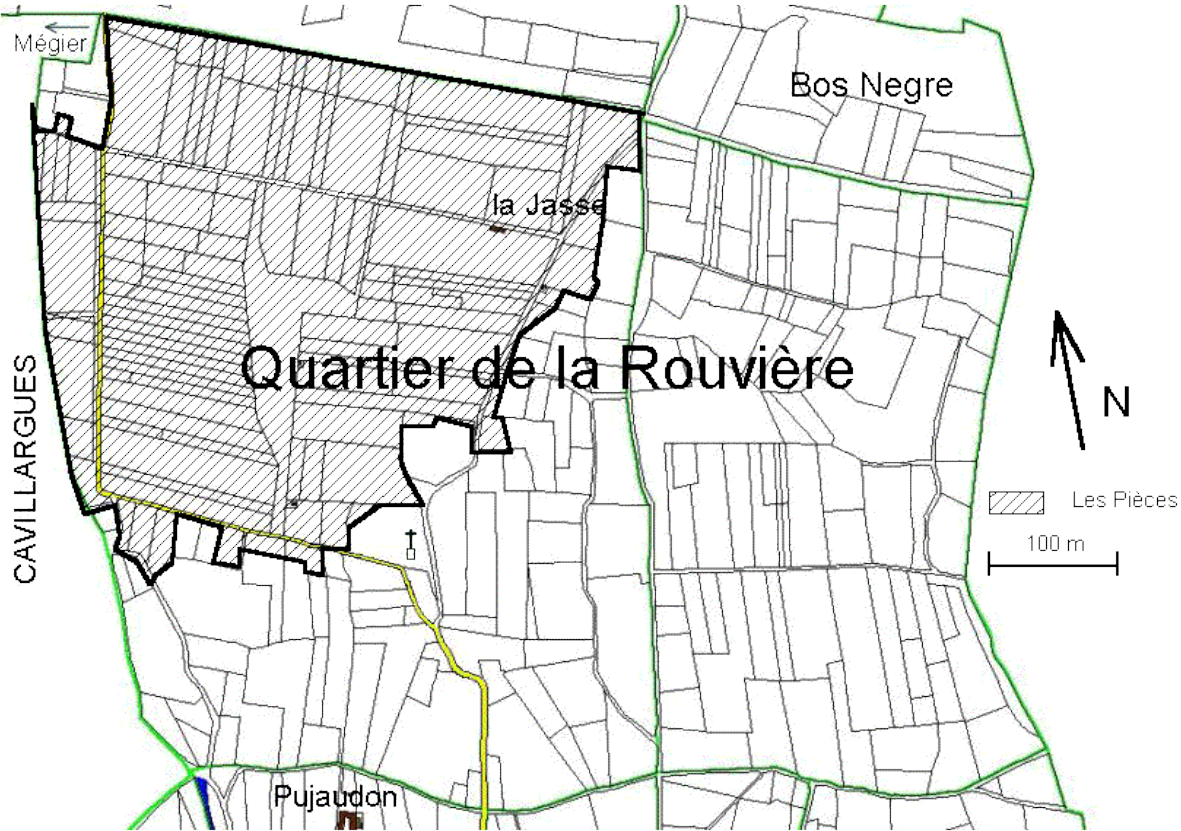 Mégier
Bos Negre
la Jasse
Quartier de la Rouvière
CAVILLARGUES
N
Les Pièces
100 m
Pujaudon